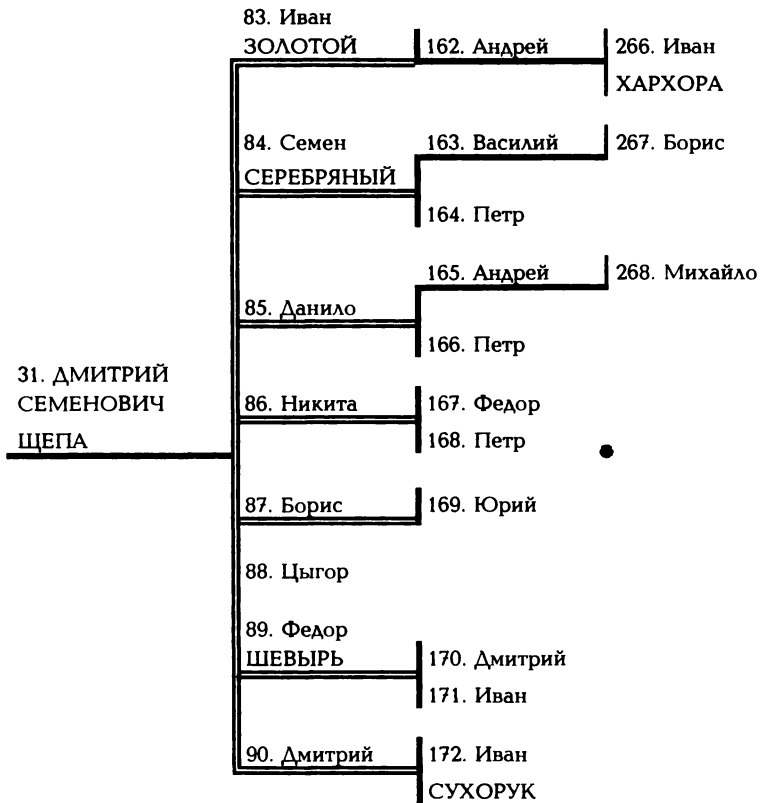 83. Иван
ЗОЛОТОЙ
162. Андрей
266. Иван
ХАРХОРА
84. Семен
СЕРЕБРЯНЫЙ
163. Василий
267. Борис
164. Петр
165. Андрей
268. Михайло
85. Данило
166. Петр
31. ДМИТРИЙ
СЕМЕНОВИЧ
ЩЕПА
86. Никита
167. Федор
168. Петр
87. Борис
169. Юрий
88. Цыгор
89. Федор
ШЕВЫРЬ
170. Дмитрий
171. Иван
90. Дмитрий
172. Иван
СУХОРУК